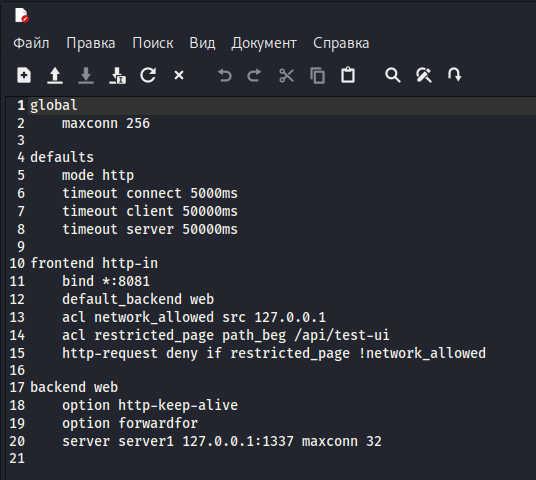 Файл Правка Поиск Вид Документ Справка
1 global
2     maxconn 256
3
4 defaults
5     mode http
6     timeout connect 5000ms
7     timeout client 50000ms
8     timeout server 50000ms
9
10 frontend http-in
11     bind *:8081
12     default_backend web
13     acl network_allowed src 127.0.0.1
14     acl restricted_page path_beg /api/test-ui
15     http-request deny if restricted_page !network_allowed
16
17 backend web
18     option http-keep-alive
19     option forwardfor
20     server server1 127.0.0.1:1337 maxconn 32
21